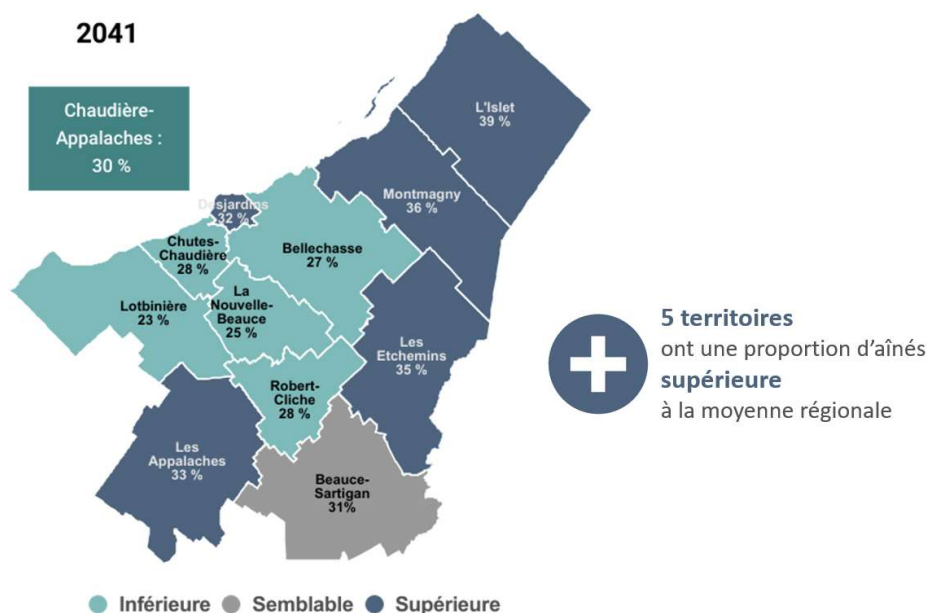 2041
Chaudière-
Appalaches :
30 %
L'Islet
39 %
Montmagny
36 %
Desjardins
32 %
Chutes-
Chaudière
28 %
Bellechasse
27 %
Lotbinière
23 %
La
Nouvelle-
Beauce
25 %
Les
Etchemins
35 %
Robert-
Cliche
28 %
Les
Appalaches
33 %
Beauce-
Sartigan
31%
5 territoires
ont une proportion d'aînés
supérieure
à la moyenne régionale
Inférieure
Semblable
Supérieure